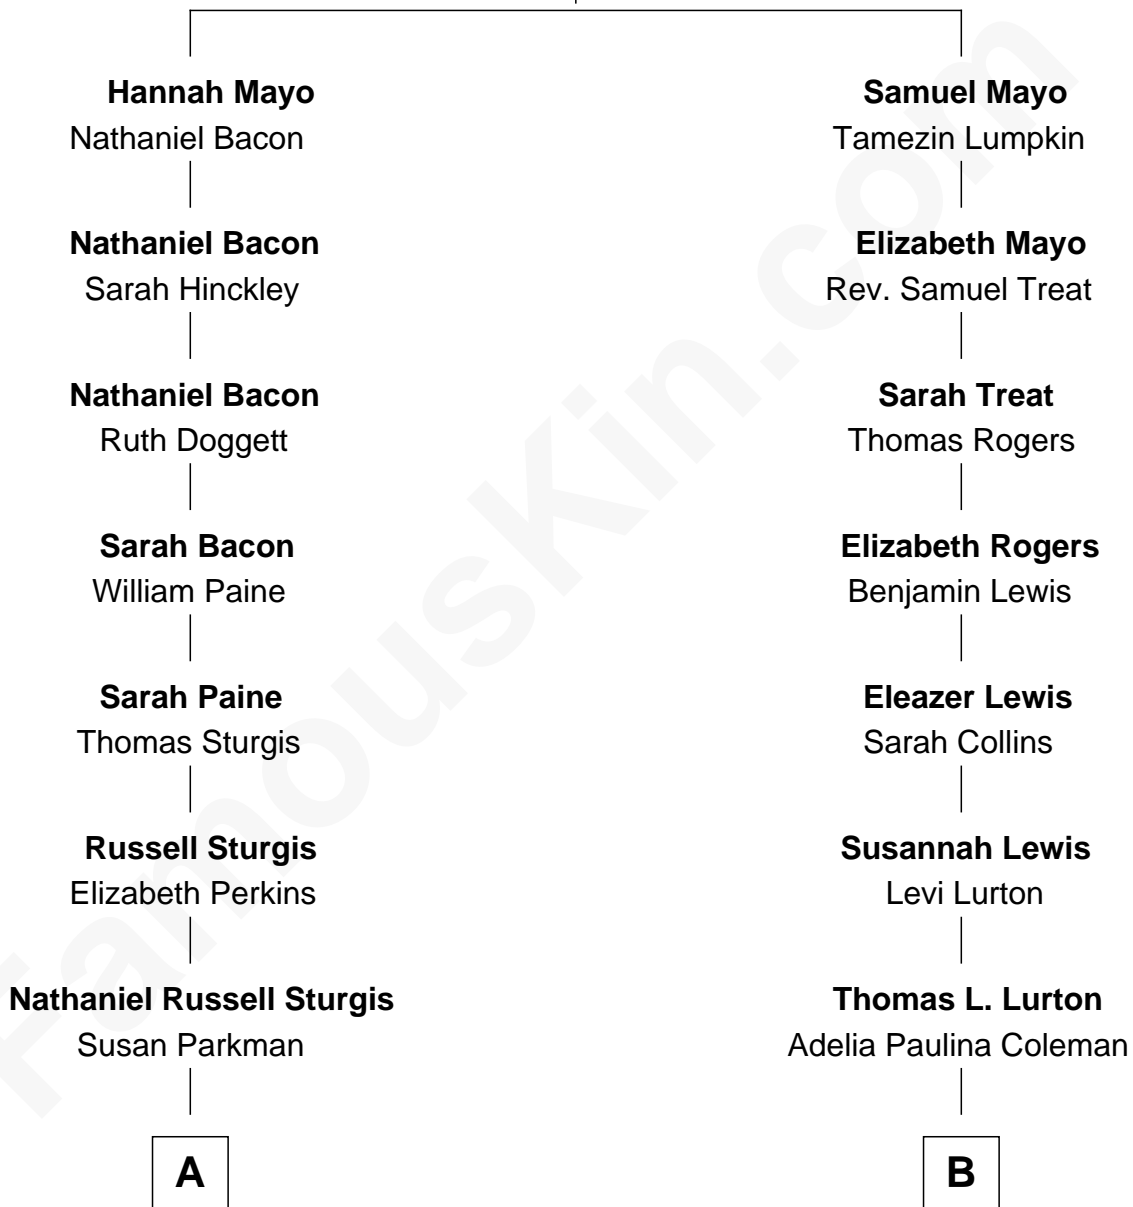 Hannah Mayo
Nathaniel Bacon
Nathaniel Bacon
Sarah Hinckley
Nathaniel Bacon
Ruth Doggett
Sarah Bacon
William Paine
Sarah Paine
Thomas Sturgis
Russell Sturgis
Elizabeth Perkins
Nathaniel Russell Sturgis
Susan Parkman
A
Samuel Mayo
Tamezin Lumpkin
Elizabeth Mayo
Rev. Samuel Treat
Sarah Treat
Thomas Rogers
Elizabeth Rogers
Benjamin Lewis
Eleazer Lewis
Sarah Collins
Susannah Lewis
Levi Lurton
Thomas L. Lurton
Adelia Paulina Coleman
B
FamousKin.com